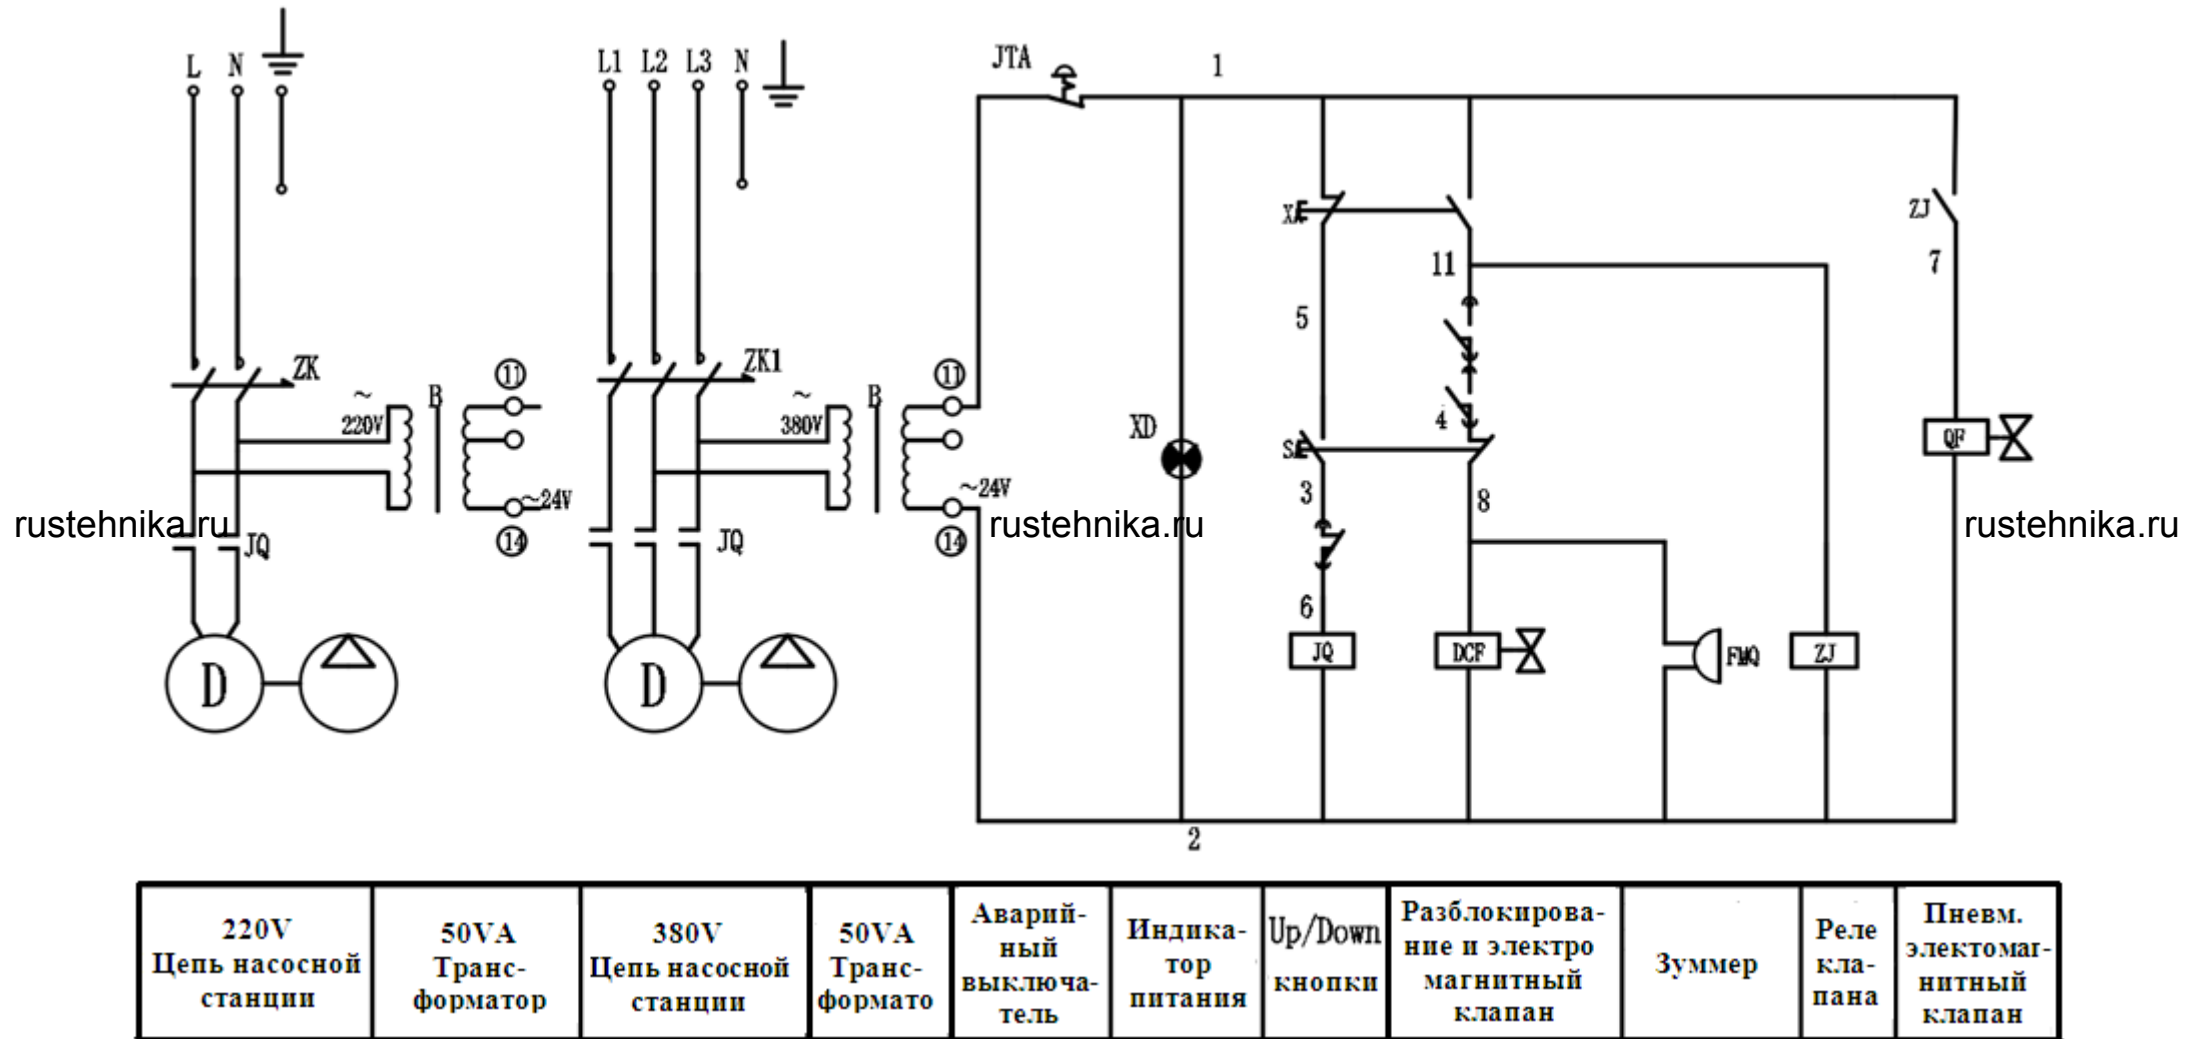 L N
L1 L2 L3 N
JTA
1
XA
ZJ
11
7
5
ZK
ZK1
11
11
~
220V
B
~
380V
B
4
XD
QF
SA
~24V
~24V
3
8
rustehnika.ru
rustehnika.ru
rustehnika.ru
JQ
14
JQ
14
6
D
D
JQ
DCF
FMQ
ZJ
2
220V
Цепь насосной
станции
50VA
Транс-
форматор
380V
Цепь насосной
станции
50VA
Транс-
формато
Аварий-
ный
выключа-
тель
Индика-
тор
питания
Up/Down
кнопки
Разблокирова-
ние и электро
магнитный
клапан
Зуммер
Реле
кла-
пана
Пневм.
электомаг-
нитный
клапан